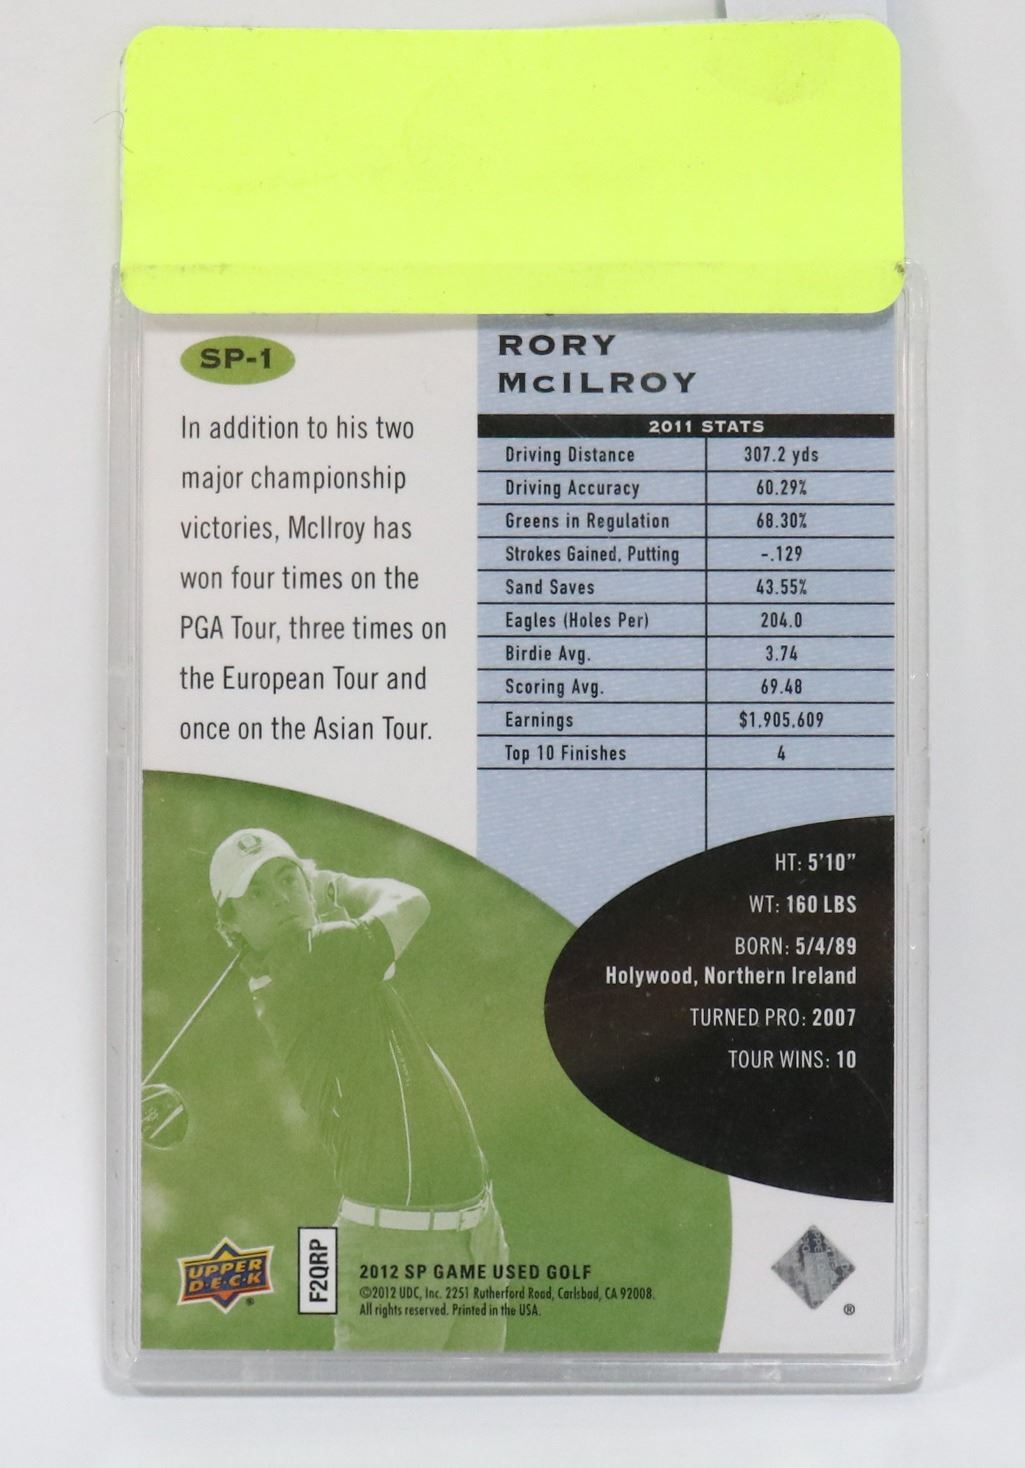 SP-1
In addition to his two
major championship
victories, McIlroy has
won four times on the
PGA Tour, three times on
the European Tour and
once on the Asian Tour.
RORY
McILROY
2011 STATS
Driving Distance 307.2 yds
Driving Accuracy 60.29%
Greens in Regulation 68.30%
Strokes Gained, Putting -.129
Sand Saves 43.55%
Eagles (Holes Per) 204.0
Birdie Avg. 3.74
Scoring Avg. 69.48
Earnings $1,905,609
Top 10 Finishes 4
HT: 5'10"
WT: 160 LBS
BORN: 5/4/89
Holywood, Northern Ireland
TURNED PRO: 2007
TOUR WINS: 10
UPPER
D·E·C·K
®
F2QRP
2012 SP GAME USED GOLF
©2012 UDC, Inc. 2251 Rutherford Road, Carlsbad, CA 92008.
All rights reserved. Printed in the USA.
®